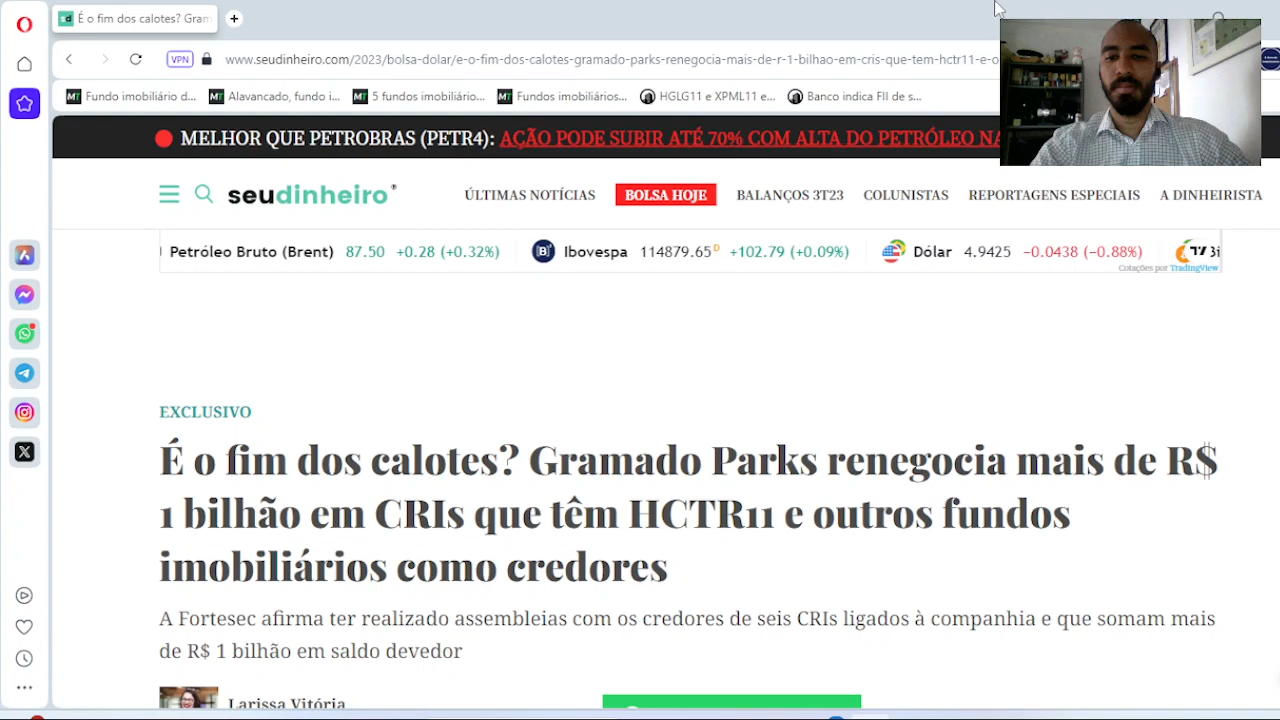 É o fim dos calotes? Gram
VPN
www.seudinheiro.com/2023/bolsa-dolar/e-o-fim-dos-calotes-gramado-parks-renegocia-mais-de-r-1-bilhao-em-cris-que-tem-hctr11-e-o
Fundo imobiliário d...
Alavancado, fundo i...
5 fundos imobiliário...
Fundos imobiliários...
HGLG11 e XPML11 e...
Banco indica FII de s...
MELHOR QUE PETROBRAS (PETR4): AÇÃO PODE SUBIR ATÉ 70% COM ALTA DO PETRÓLEO NA
seudinheiro
ÚLTIMAS NOTÍCIAS
BOLSA HOJE
BALANÇOS 3T23
COLUNISTAS
REPORTAGENS ESPECIAIS
A DINHEIRISTA
Petróleo Bruto (Brent) 87.50 +0.28 (+0.32%)
Ibovespa 114879.65 D +102.79 (+0.09%)
Dólar 4.9425 −0.0438 (−0.88%)
Cotações por TradingView
EXCLUSIVO
É o fim dos calotes? Gramado Parks renegocia mais de R$
1 bilhão em CRIs que têm HCTR11 e outros fundos
imobiliários como credores
A Fortesec afirma ter realizado assembleias com os credores de seis CRIs ligados à companhia e que somam mais
de R$ 1 bilhão em saldo devedor
Larissa Vitória